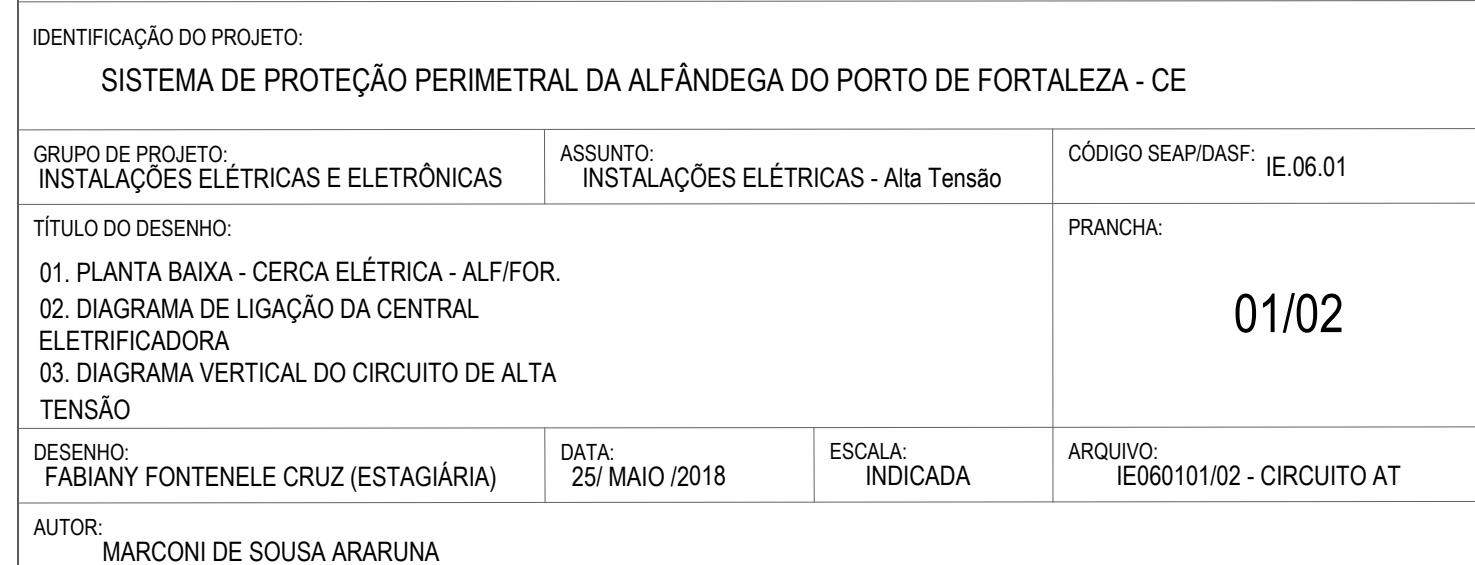 IDENTIFICAÇÃO DO PROJETO:
SISTEMA DE PROTEÇÃO PERIMETRAL DA ALFÂNDEGA DO PORTO DE FORTALEZA - CE
GRUPO DE PROJETO:
INSTALAÇÕES ELÉTRICAS E ELETRÔNICAS
ASSUNTO:
INSTALAÇÕES ELÉTRICAS - Alta Tensão
CÓDIGO SEAP/DASF: IE.06.01
TÍTULO DO DESENHO:
01. PLANTA BAIXA - CERCA ELÉTRICA - ALF/FOR.
02. DIAGRAMA DE LIGAÇÃO DA CENTRAL
ELETRIFICADORA
03. DIAGRAMA VERTICAL DO CIRCUITO DE ALTA
TENSÃO
PRANCHA:
01/02
DESENHO:
FABIANY FONTENELE CRUZ (ESTAGIÁRIA)
DATA:
25/ MAIO /2018
ESCALA:
INDICADA
ARQUIVO:
IE060101/02 - CIRCUITO AT
AUTOR:
MARCONI DE SOUSA ARARUNA